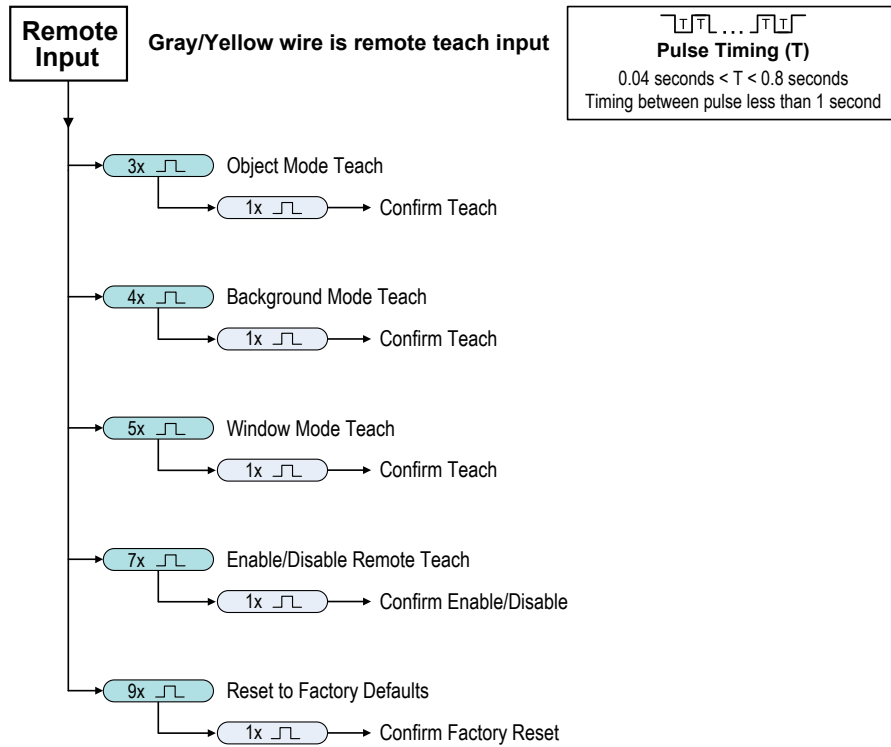 Remote
Input
Gray/Yellow wire is remote teach input
T T ... T T
Pulse Timing (T)
0.04 seconds < T < 0.8 seconds
Timing between pulse less than 1 second
3x Object Mode Teach
1x Confirm Teach
4x Background Mode Teach
1x Confirm Teach
5x Window Mode Teach
1x Confirm Teach
7x Enable/Disable Remote Teach
1x Confirm Enable/Disable
9x Reset to Factory Defaults
1x Confirm Factory Reset